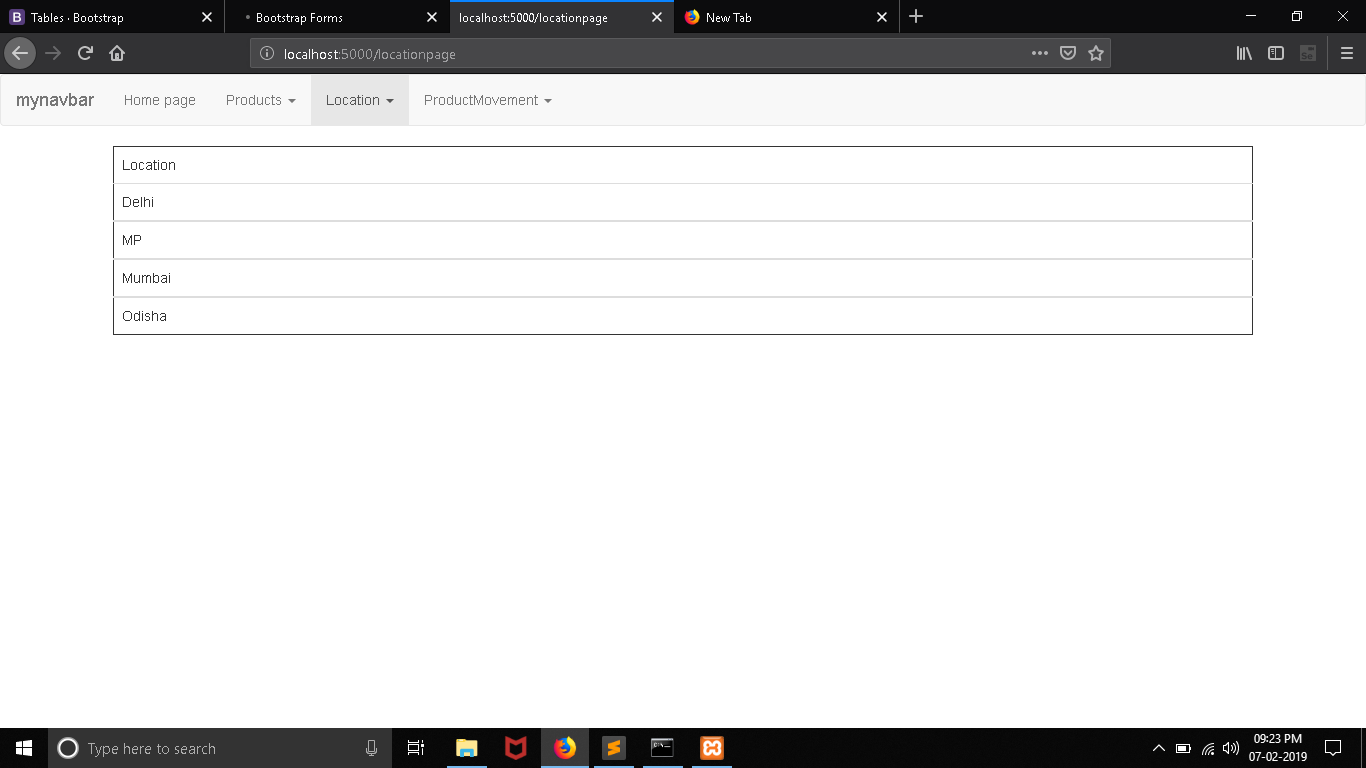 Tables · Bootstrap
Bootstrap Forms
localhost:5000/locationpage
New Tab
localhost:5000/locationpage
mynavbar Home page Products Location ProductMovement
Location
Delhi
MP
Mumbai
Odisha
Type here to search
09:23 PM
07-02-2019